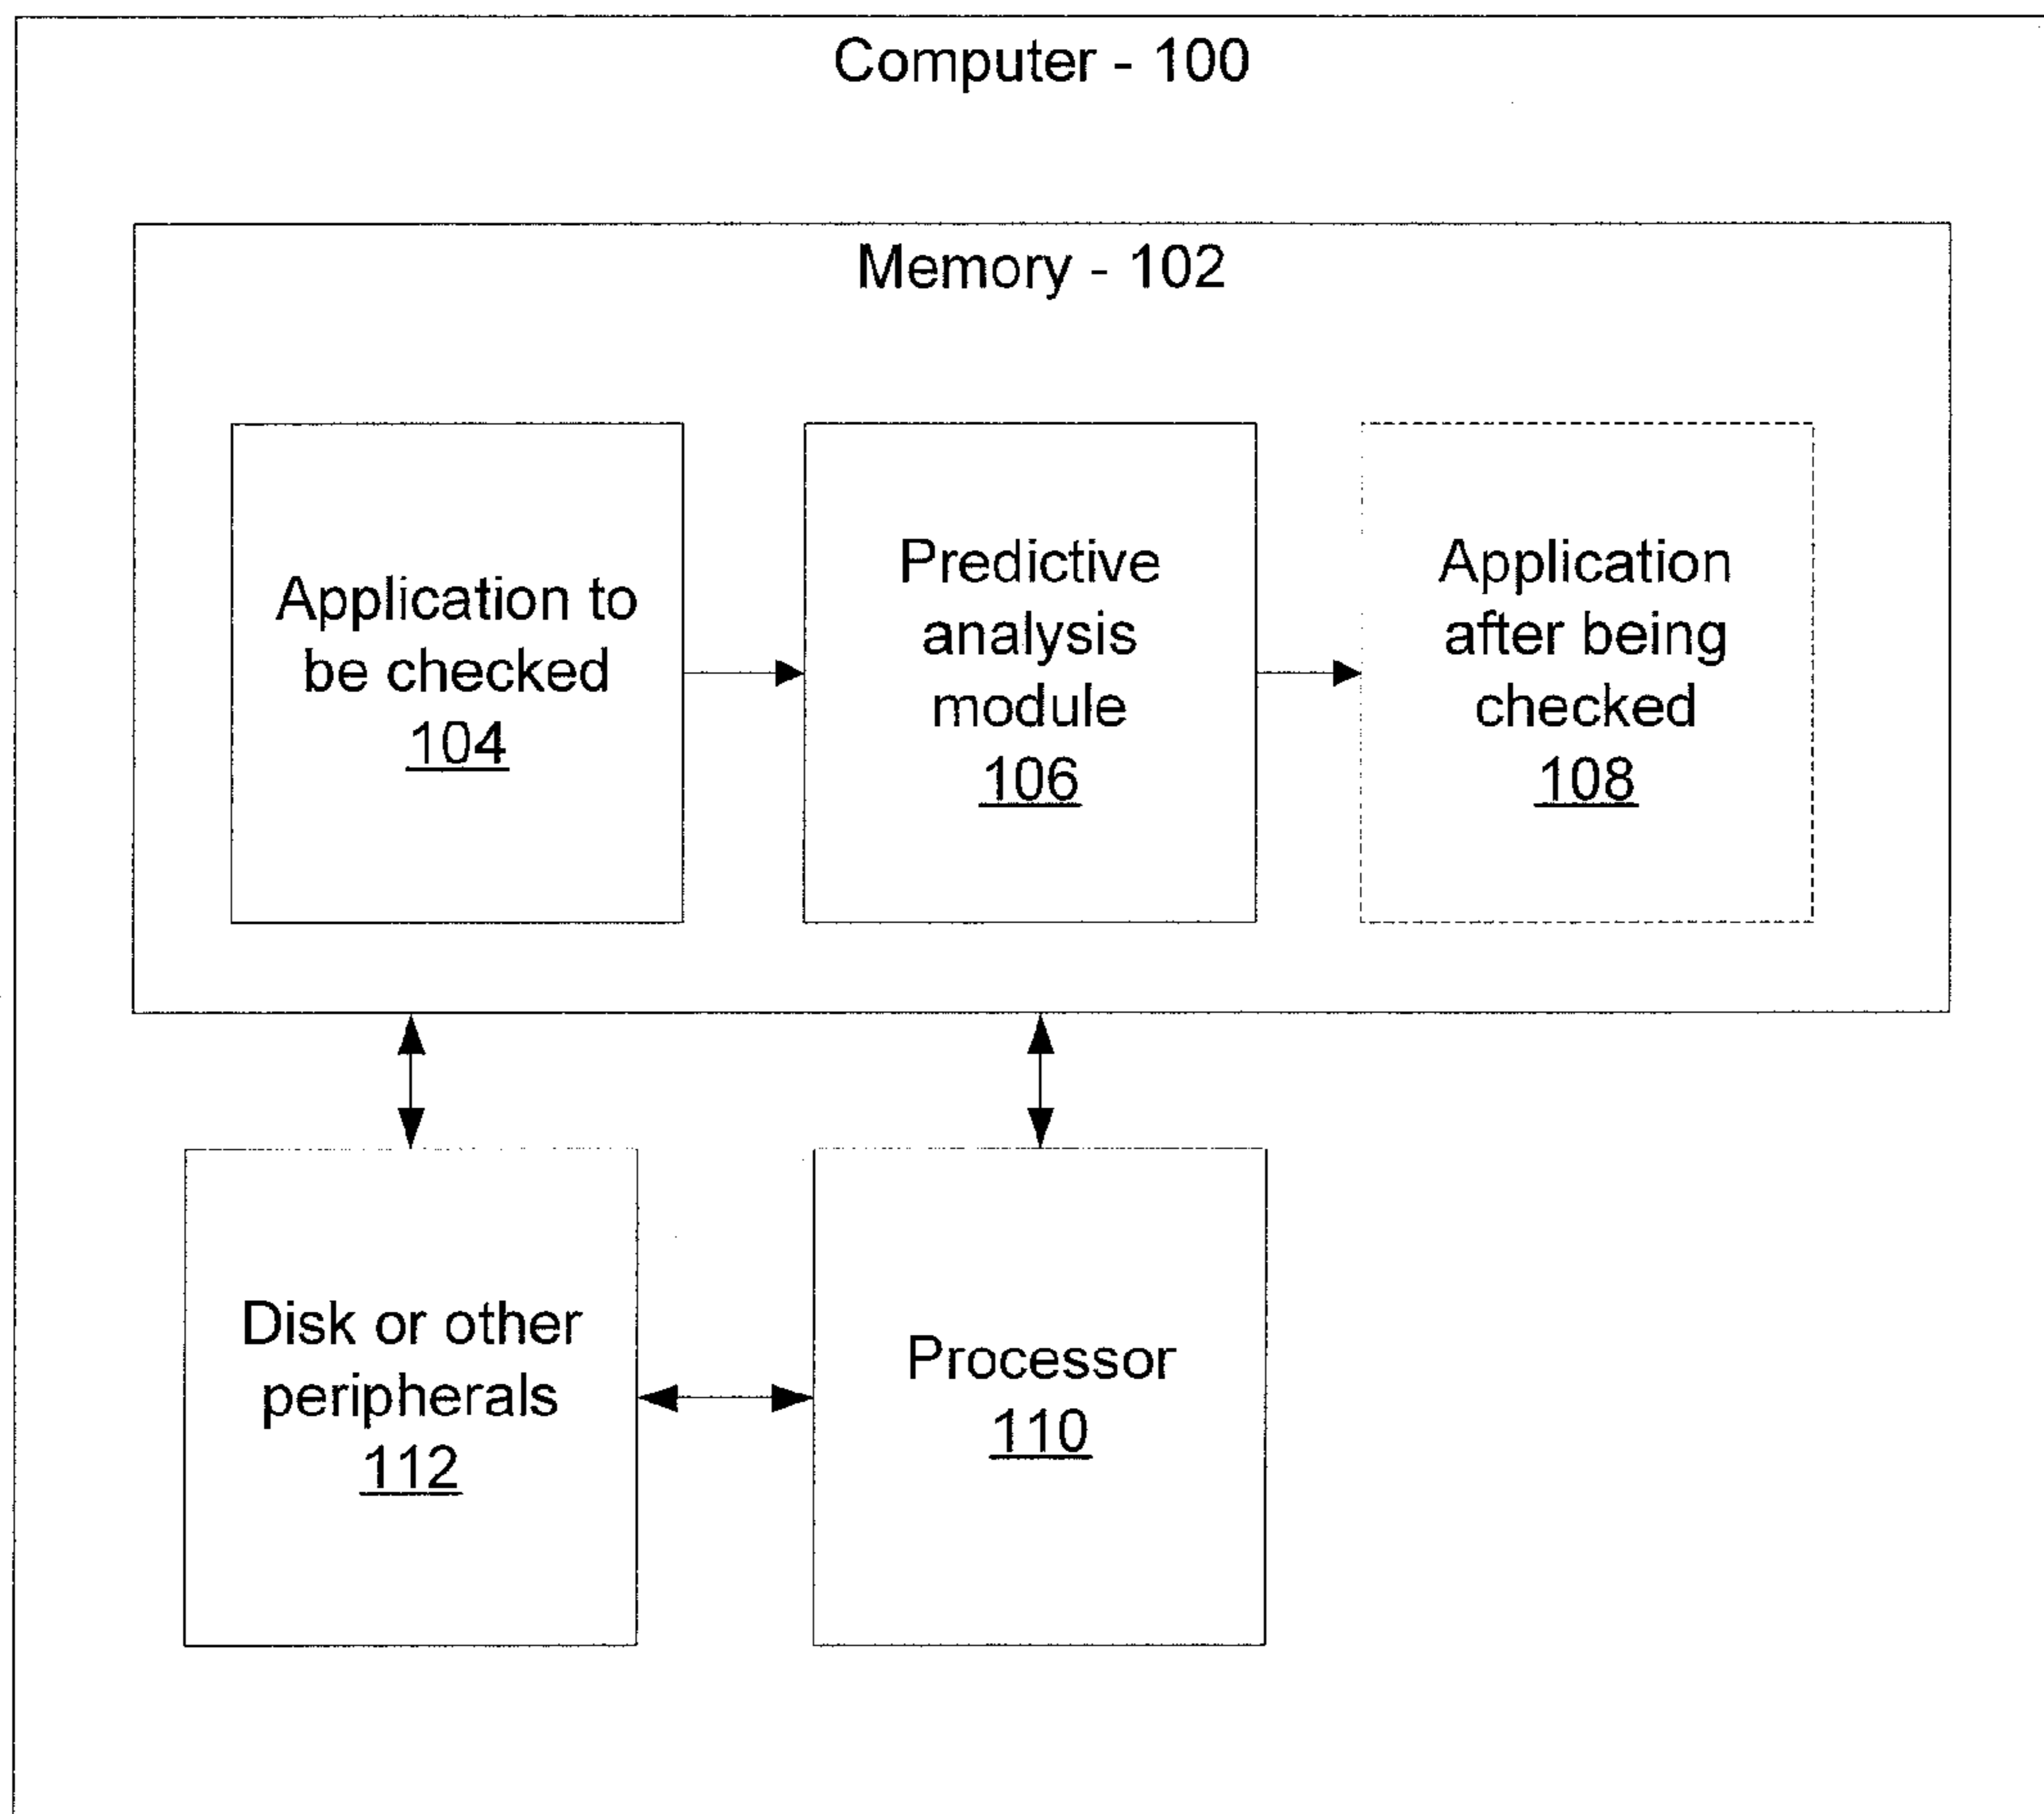 Computer - 100
Memory - 102
Application to
be checked
104
Predictive
analysis
module
106
Application
after being
checked
108
Disk or other
peripherals
112
Processor
110